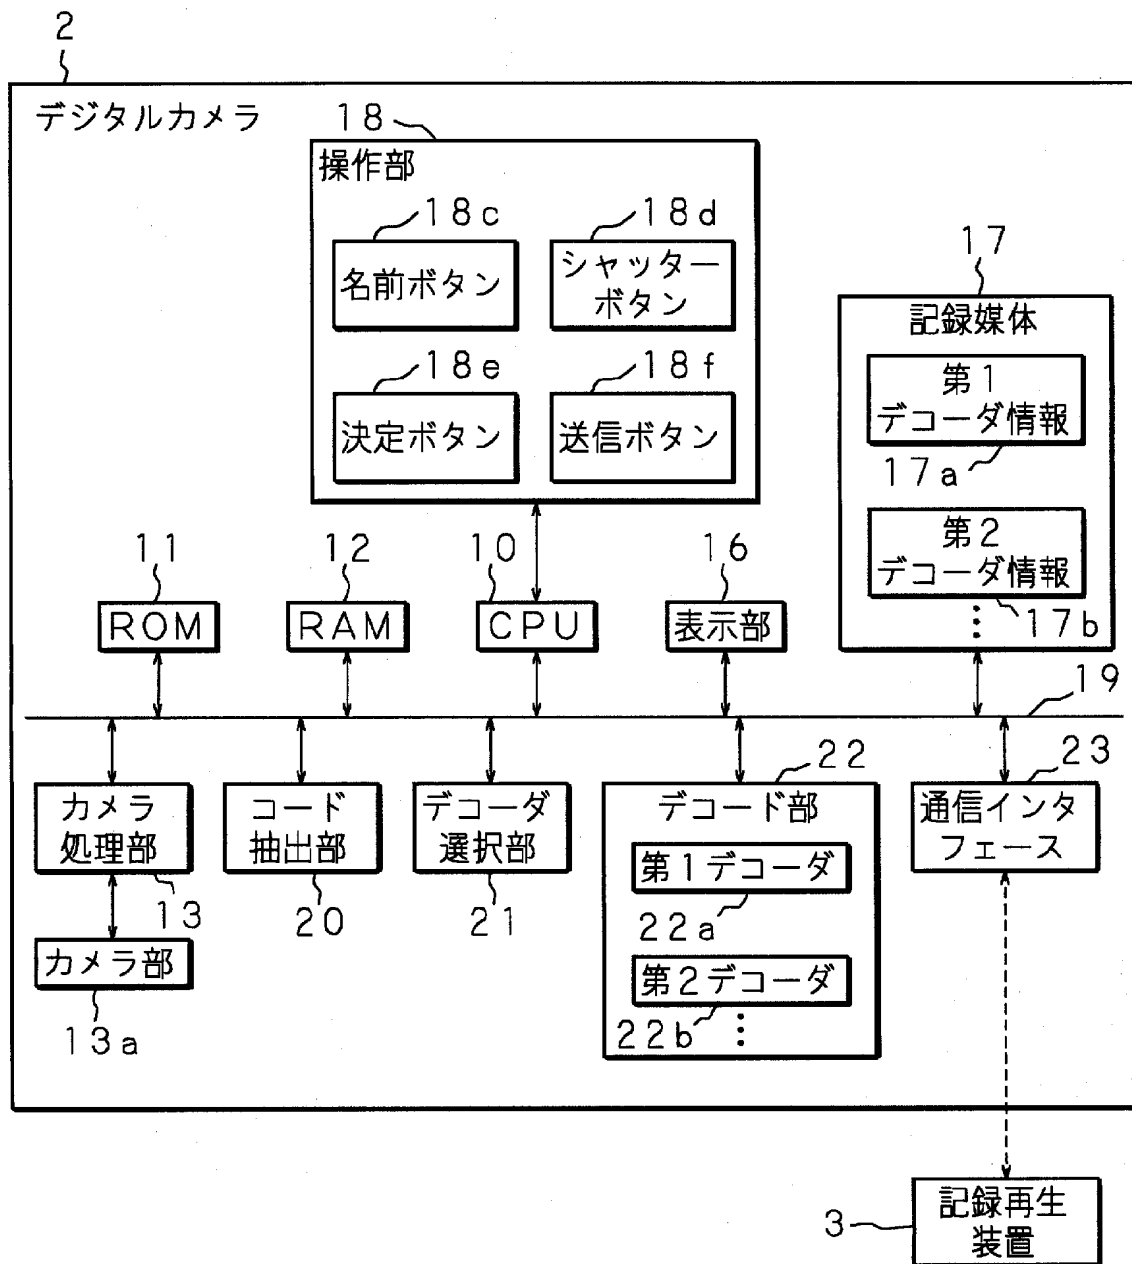 2
デジタルカメラ
18
操作部
18c
18d
名前ボタン
シャッター
ボタン
18e
18f
決定ボタン
送信ボタン
17
記録媒体
第1
デコーダ情報
17a
第2
デコーダ情報
17b
11
12
10
16
ROM
RAM
CPU
表示部
19
カメラ
処理部
13
コード
抽出部
20
デコーダ
選択部
21
22
デコード部
第1デコーダ
22a
第2デコーダ
22b
23
通信インタ
フェース
カメラ部
13a
3
記録再生
装置